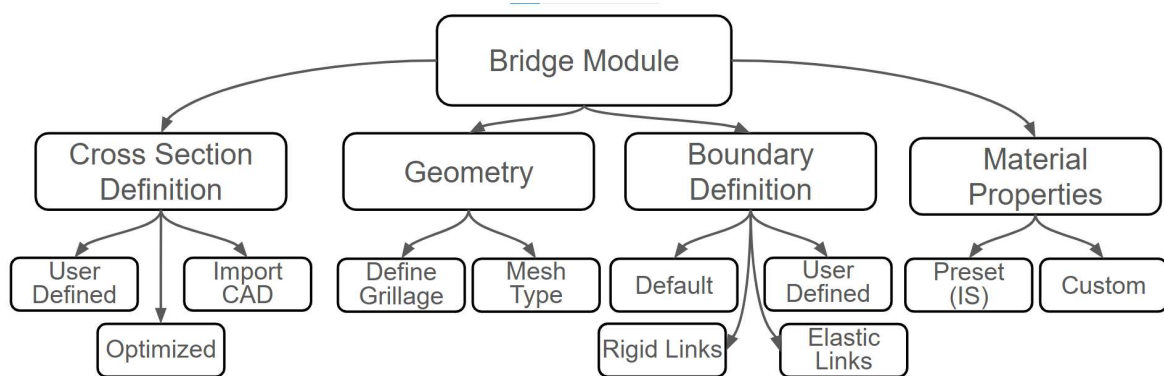 Bridge Module
Cross Section
Definition
Geometry
Boundary
Definition
Material
Properties
User
Defined
Import
CAD
Optimized
Define
Grillage
Mesh
Type
Default
User
Defined
Rigid Links
Elastic
Links
Preset
(IS)
Custom